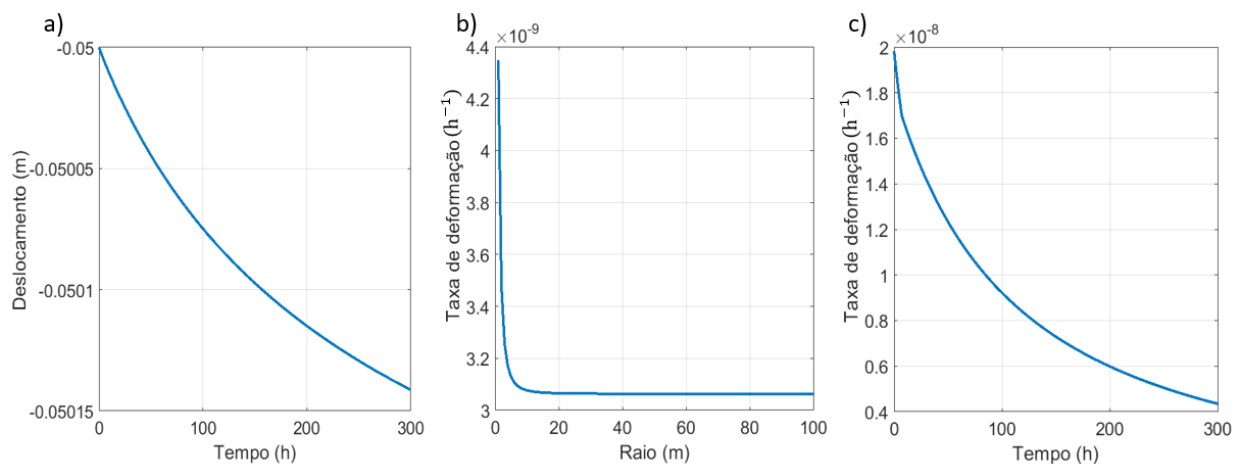 a)
-0.05
-0.05005
-0.0501
-0.05015
Deslocamento (m)
0 100 200 300
Tempo (h)
b)
×10⁻⁹
4.4
4.2
4
3.8
3.6
3.4
3.2
3
Taxa de deformação (h⁻¹)
0 20 40 60 80 100
Raio (m)
c)
×10⁻⁸
2
1.8
1.6
1.4
1.2
1
0.8
0.6
0.4
Taxa de deformação (h⁻¹)
0 100 200 300
Tempo (h)